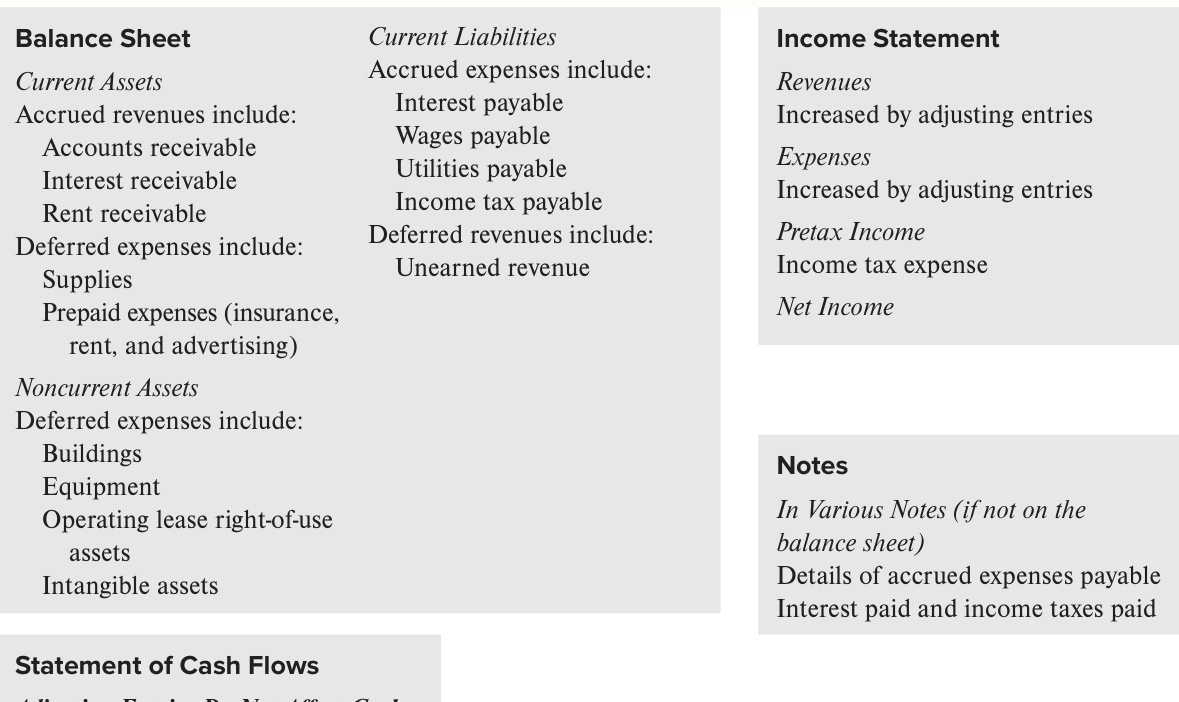 Balance Sheet
Current Assets
Accrued revenues include:
Accounts receivable
Interest receivable
Rent receivable
Deferred expenses include:
Supplies
Prepaid expenses (insurance,
rent, and advertising)
Noncurrent Assets
Deferred expenses include:
Buildings
Equipment
Operating lease right-of-use
assets
Intangible assets
Current Liabilities
Accrued expenses include:
Interest payable
Wages payable
Utilities payable
Income tax payable
Deferred revenues include:
Unearned revenue
Income Statement
Revenues
Increased by adjusting entries
Expenses
Increased by adjusting entries
Pretax Income
Income tax expense
Net Income
Notes
In Various Notes (if not on the
balance sheet)
Details of accrued expenses payable
Interest paid and income taxes paid
Statement of Cash Flows